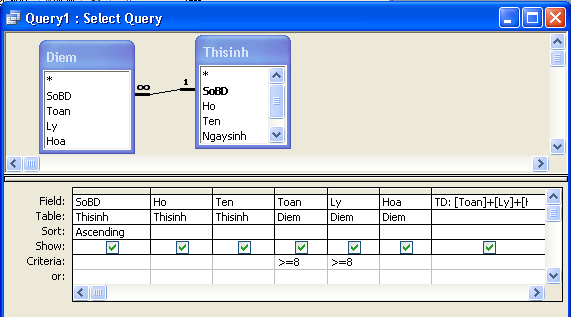 Query1 : Select Query
Diem
*
SoBD
Toan
Ly
Hoa
∞ 1
Thisinh
*
SoBD
Ho
Ten
Ngaysinh
Field: SoBD Ho Ten Toan Ly Hoa TD: [Toan]+[Ly]+[
Table: Thisinh Thisinh Thisinh Diem Diem Diem
Sort: Ascending
Show:
Criteria: >=8 >=8
or: